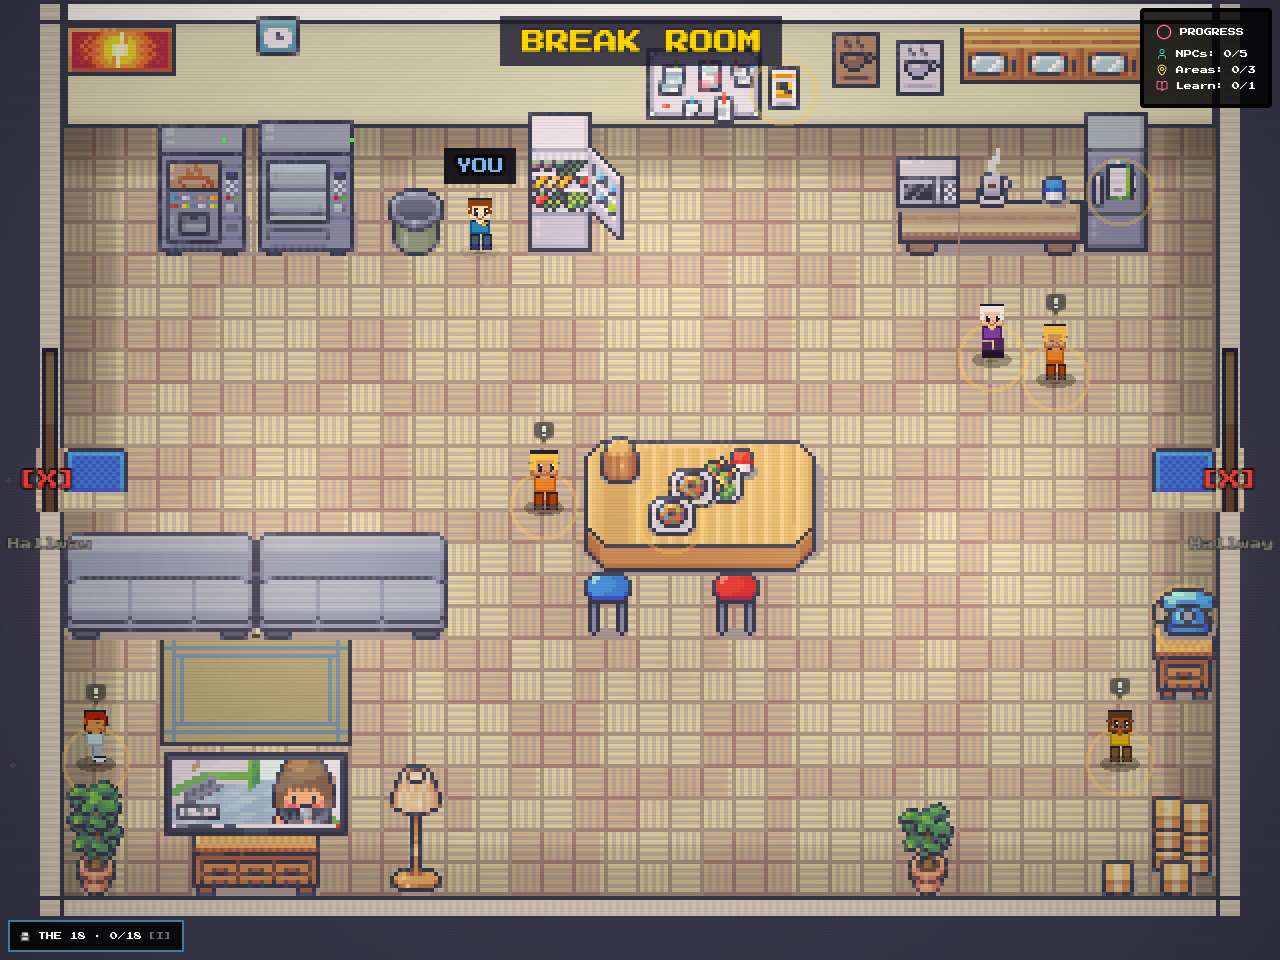 BREAK ROOM
PROGRESS
NPCs: 0/5
Areas: 0/3
Learn: 0/1
YOU
!
!
[X]
[X]
Hallway
Hallway
!
!
THE 18 · 0/18 [I]